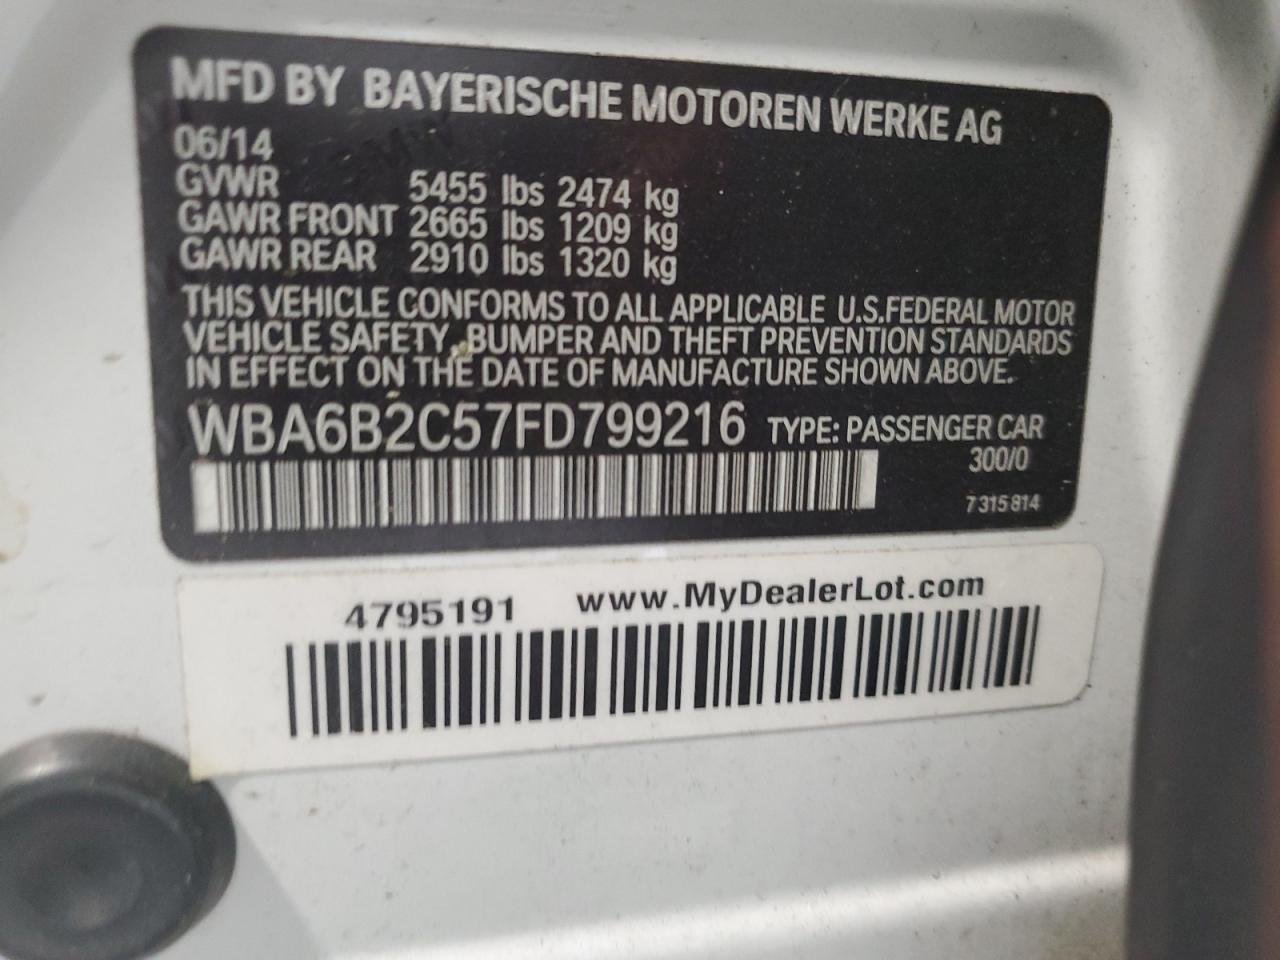 MFD BY BAYERISCHE MOTOREN WERKE AG
06/14
GVWR 5455 lbs 2474 kg
GAWR FRONT 2665 lbs 1209 kg
GAWR REAR 2910 lbs 1320 kg
THIS VEHICLE CONFORMS TO ALL APPLICABLE U.S.FEDERAL MOTOR
VEHICLE SAFETY, BUMPER AND THEFT PREVENTION STANDARDS
IN EFFECT ON THE DATE OF MANUFACTURE SHOWN ABOVE.
WBA6B2C57FD799216 TYPE: PASSENGER CAR
300/0
7 315 814
4795191 www.MyDealerLot.com